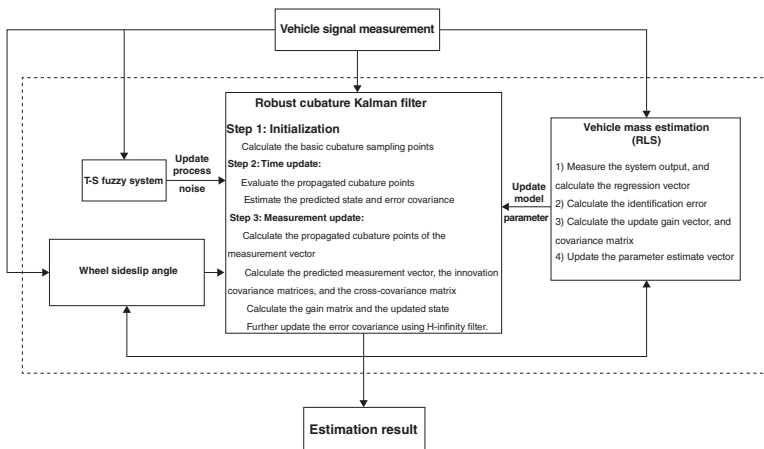 Vehicle signal measurement
Robust cubature Kalman filter
Step 1: Initialization
Calculate the basic cubature sampling points
Step 2: Time update:
Evaluate the propagated cubature points
Estimate the predicted state and error covariance
Step 3: Measurement update:
Calculate the propagated cubature points of the
measurement vector
Calculate the predicted measurement vector, the innovation
covariance matrices, and the cross-covariance matrix
Calculate the gain matrix and the updated state
Further update the error covariance using H-infinity filter.
T-S fuzzy system
Update
process
noise
Wheel sideslip angle
Update
model
parameter
Vehicle mass estimation
(RLS)
1) Measure the system output, and
calculate the regression vector
2) Calculate the identification error
3) Calculate the update gain vector, and
covariance matrix
4) Update the parameter estimate vector
Estimation result